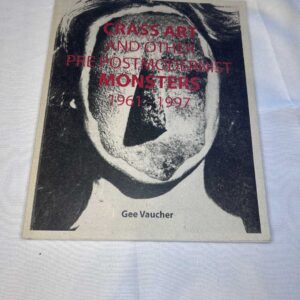 CRASS ART
AND OTHER
PRE POSTMODERNIST
MONSTERS
1961 - 1997
Gee Vaucher